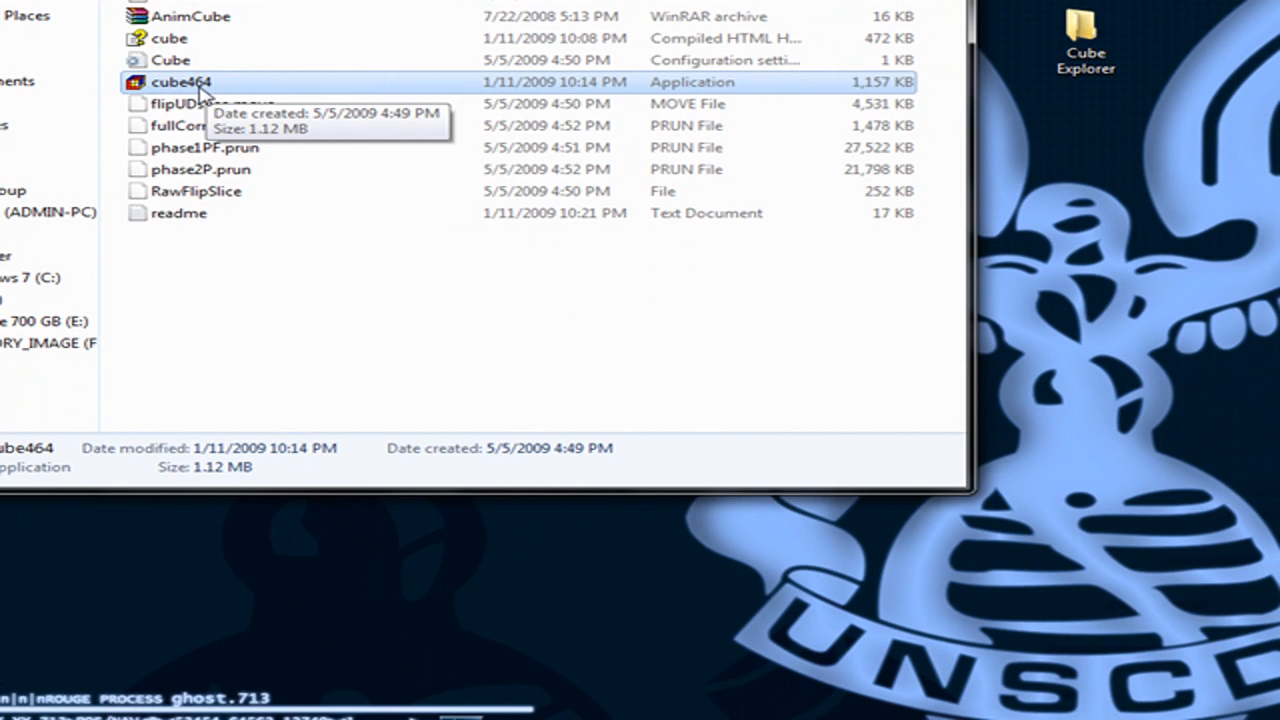 Places
AnimCube 7/22/2008 5:13 PM WinRAR archive 16 KB
cube 1/11/2009 10:08 PM Compiled HTML H... 472 KB
Cube 5/5/2009 4:50 PM Configuration setti... 1 KB
ments
cube464 1/11/2009 10:14 PM Application 1,157 KB
flipUD 5/5/2009 4:50 PM MOVE File 4,531 KB
Date created: 5/5/2009 4:49 PM
Size: 1.12 MB
s
fullCorr 5/5/2009 4:52 PM PRUN File 1,478 KB
phase1PF.prun 5/5/2009 4:51 PM PRUN File 27,522 KB
phase2P.prun 5/5/2009 4:52 PM PRUN File 21,798 KB
oup
RawFlipSlice 5/5/2009 4:50 PM File 252 KB
(ADMIN-PC)
readme 1/11/2009 10:21 PM Text Document 17 KB
er
ws 7 (C:)
)
e 700 GB (E:)
ORY_IMAGE (F
ube464 Date modified: 1/11/2009 10:14 PM Date created: 5/5/2009 4:49 PM
pplication Size: 1.12 MB
Cube
Explorer
UNSCD
n|n|nROUGE PROCESS ghost.713